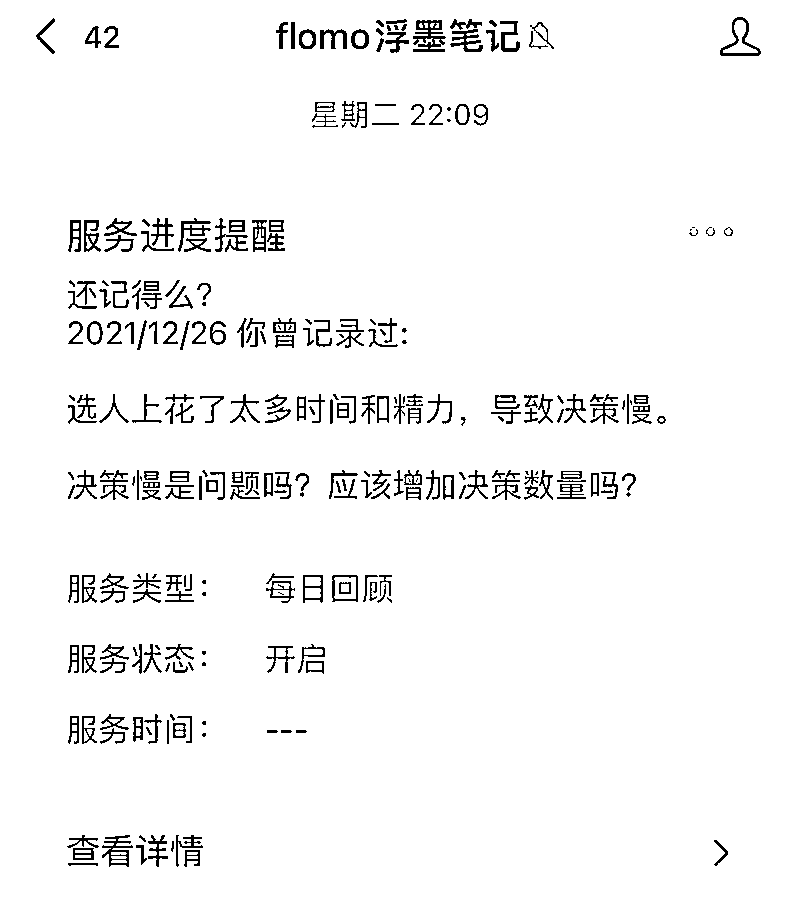 42 flomo浮墨笔记
星期二 22:09
服务进度提醒
还记得么？
2021/12/26 你曾记录过:
选人上花了太多时间和精力，导致决策慢。
决策慢是问题吗？应该增加决策数量吗？
服务类型： 每日回顾
服务状态： 开启
服务时间： ---
查看详情